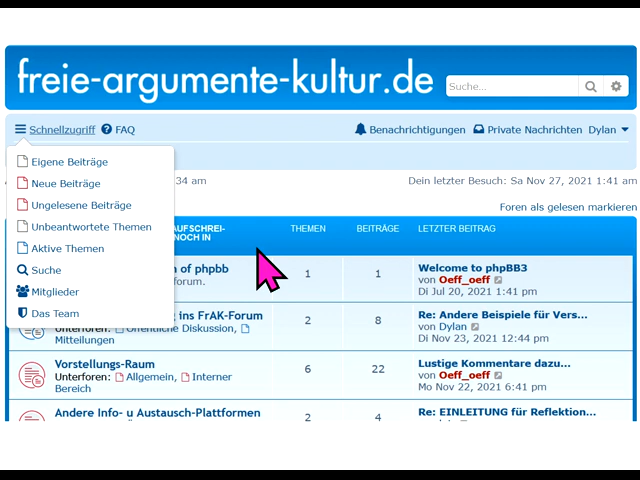 freie-argumente-kultur.de
Suche...
Schnellzugriff FAQ
Benachrichtigungen Private Nachrichten Dylan
Eigene Beiträge
Neue Beiträge
Ungelesene Beiträge
Unbeantwortete Themen
Aktive Themen
Suche
Mitglieder
Das Team
34 am
Dein letzter Besuch: Sa Nov 27, 2021 1:41 am
Foren als gelesen markieren
AUFSCHREI-
NOCH IN
THEMEN BEITRÄGE LETZTER BEITRAG
n of phpbb
forum.
1 1
Welcome to phpBB3
von Oeff_oeff
Di Jul 20, 2021 1:41 pm
ins FrAK-Forum
Unterforen: Öffentliche Diskussion,
Mitteilungen
2 8
Re: Andere Beispiele für Vers...
von Dylan
Di Nov 23, 2021 12:44 pm
Vorstellungs-Raum
Unterforen: Allgemein, Interner
Bereich
6 22
Lustige Kommentare dazu...
von Oeff_oeff
Mo Nov 22, 2021 6:41 pm
Andere Info- u Austausch-Plattformen
2 4
Re: EINLEITUNG für Reflektion...